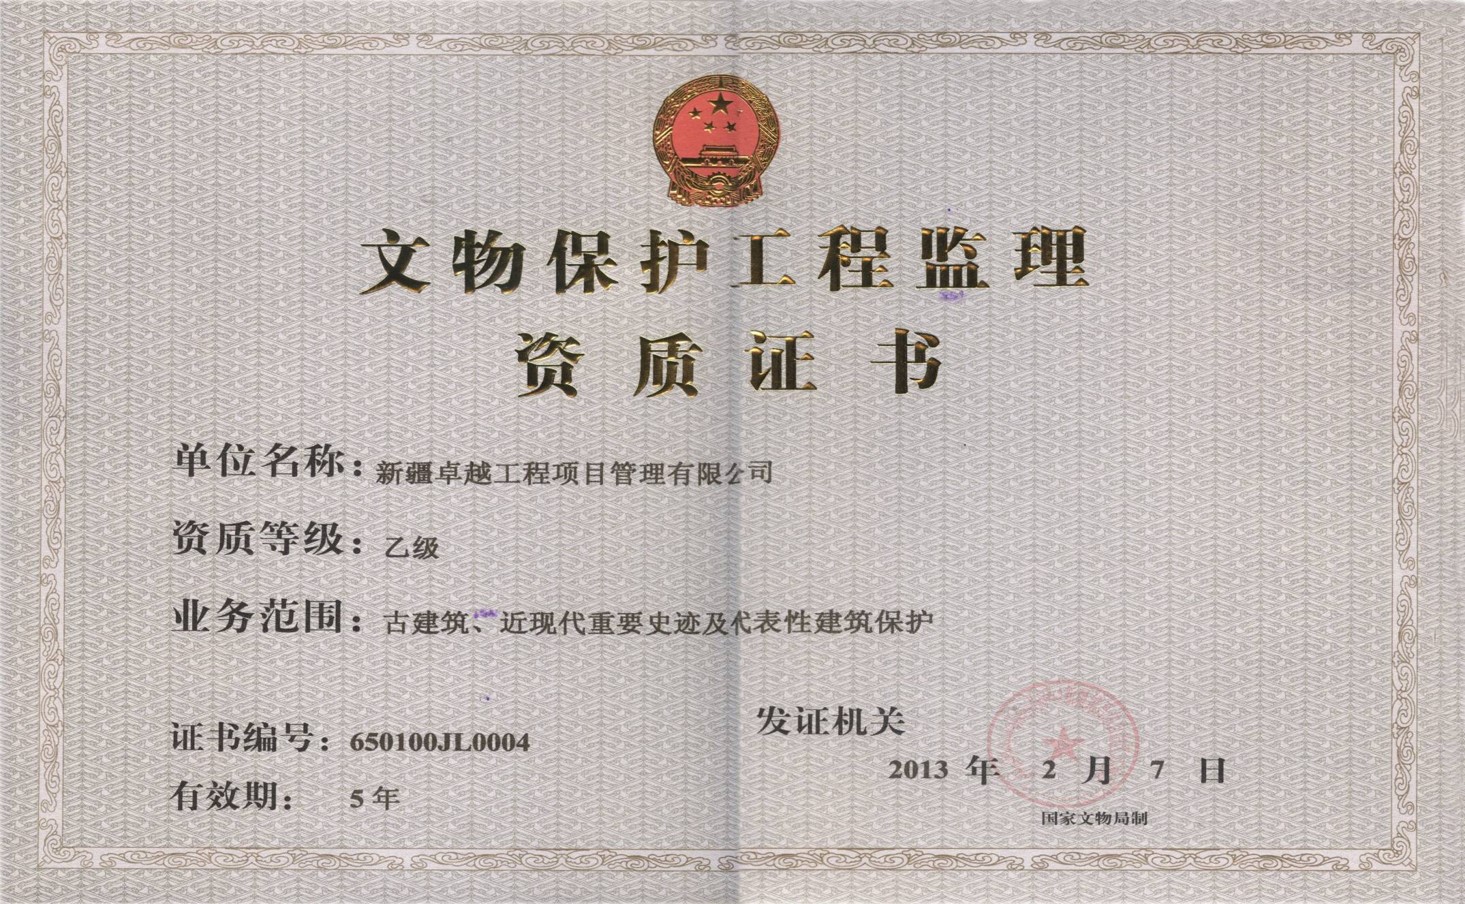 文物保护工程监理
资质证书
单位名称：新疆卓越工程项目管理有限公司
资质等级：乙级
业务范围：古建筑、近现代重要史迹及代表性建筑保护
证书编号：650100JL0004
发证机关
2013 年 2 月 7 日
有效期： 5 年
国家文物局制